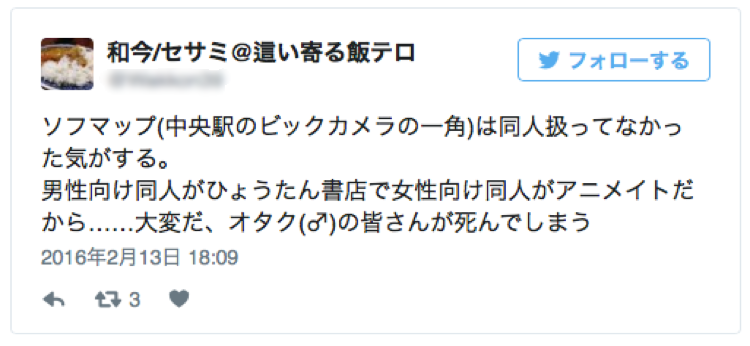 和今/セサミ＠這い寄る飯テロ
フォローする
ソフマップ(中央駅のビックカメラの一角)は同人扱ってなかっ
た気がする。
男性向け同人がひょうたん書店で女性向け同人がアニメイトだ
から……大変だ、オタク(♂)の皆さんが死んでしまう
2016年2月13日 18:09
3